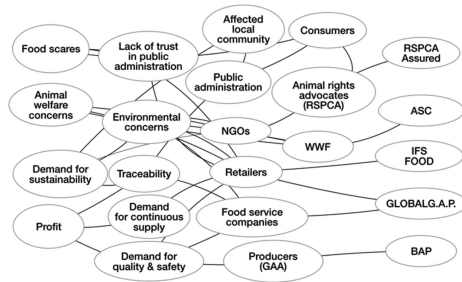 Food scares
Lack of trust
in public
administration
Affected
local
community
Consumers
RSPCA
Assured
Public
administration
Animal rights
advocates
(RSPCA)
Animal
welfare
concerns
Environmental
concerns
NGOs
ASC
WWF
IFS
FOOD
Demand for
sustainability
Traceability
Retailers
GLOBALG.A.P.
Profit
Demand
for continuous
supply
Food service
companies
BAP
Demand for
quality & safety
Producers
(GAA)